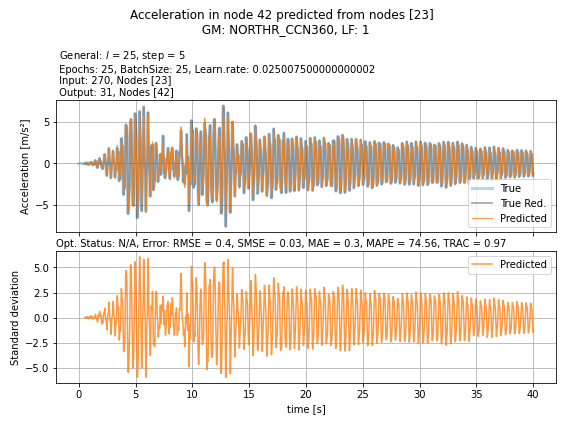 Acceleration in node 42 predicted from nodes [23]
GM: NORTHR_CCN360, LF: 1
General: l = 25, step = 5
Epochs: 25, BatchSize: 25, Learn.rate: 0.025007500000000002
Input: 270, Nodes [23]
Output: 31, Nodes [42]
Acceleration [m/s²]
5
0
−5
True
True Red.
Predicted
Opt. Status: N/A, Error: RMSE = 0.4, SMSE = 0.03, MAE = 0.3, MAPE = 74.56, TRAC = 0.97
Standard deviation
5.0
2.5
0.0
−2.5
−5.0
Predicted
0 5 10 15 20 25 30 35 40
time [s]